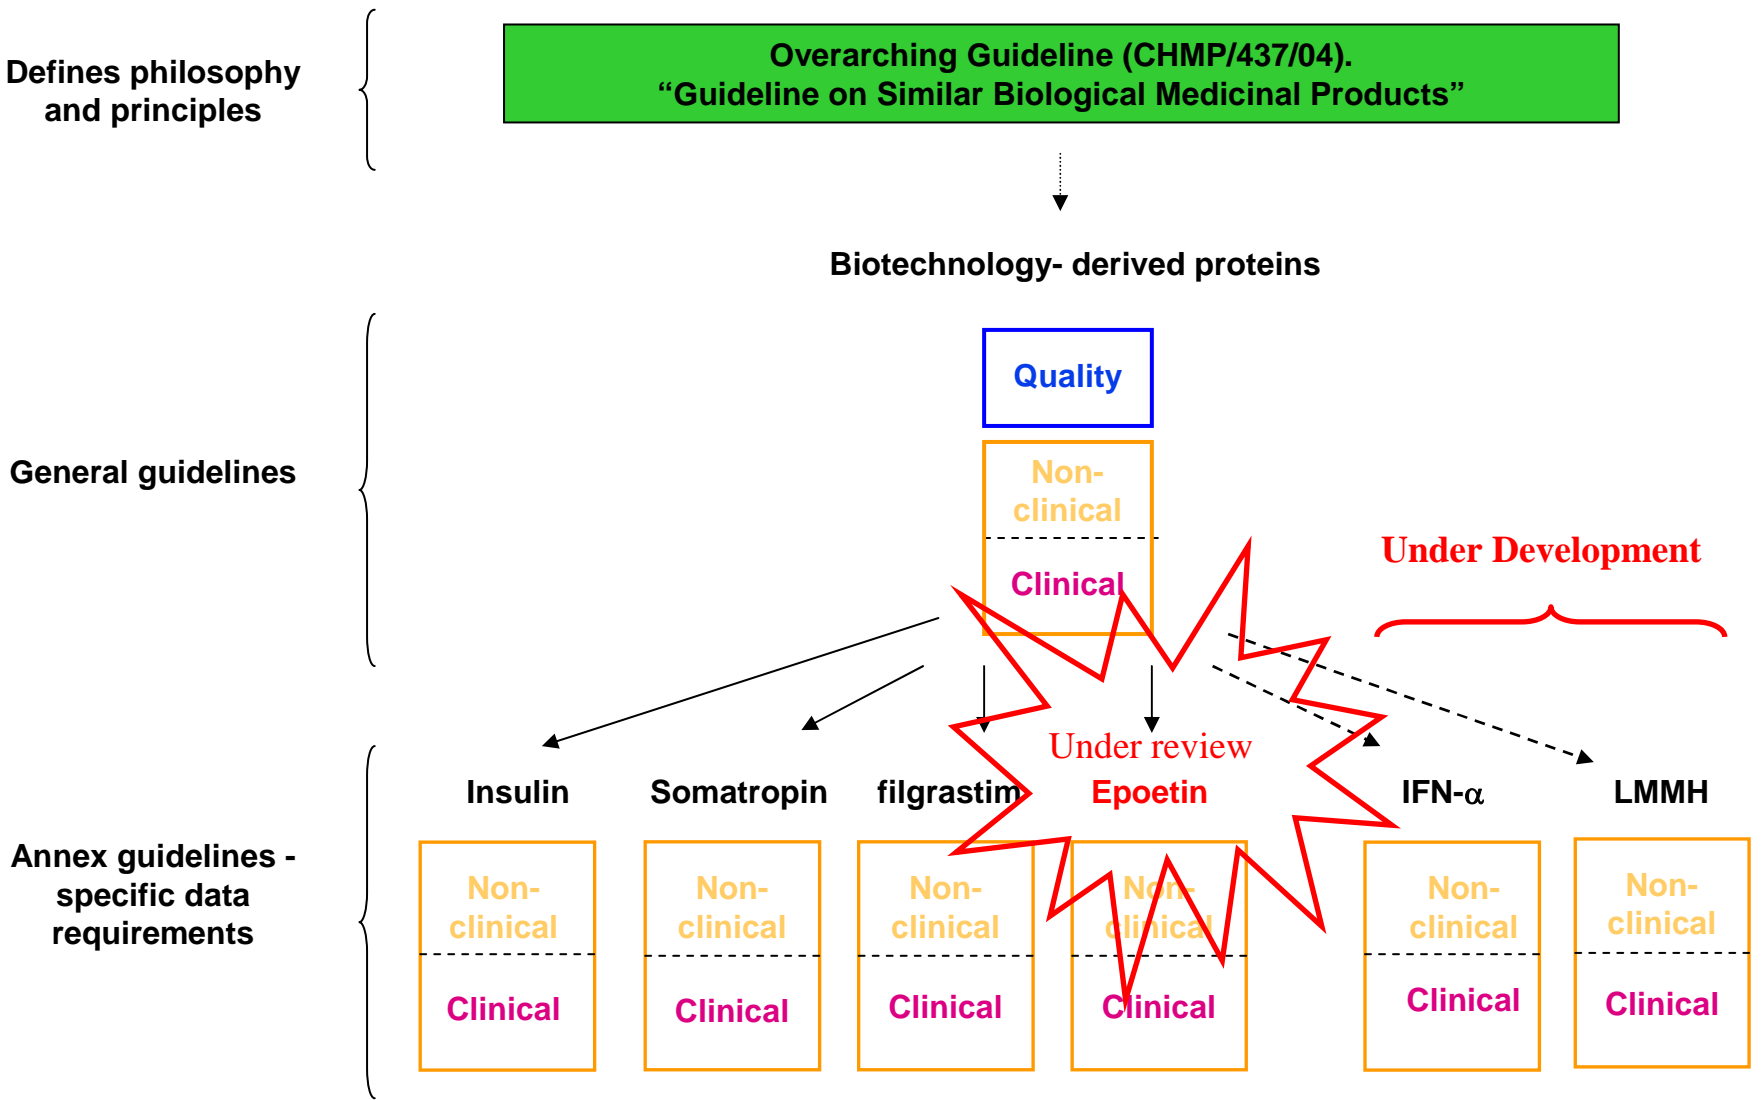 Defines philosophy
and principles
Overarching Guideline (CHMP/437/04).
“Guideline on Similar Biological Medicinal Products”
Biotechnology- derived proteins
General guidelines
Quality
Non-
clinical
Clinical
Under Development
Under review
Insulin
Somatropin
filgrastim
Epoetin
IFN-α
LMMH
Annex guidelines -
specific data
requirements
Non-
clinical
Clinical
Non-
clinical
Clinical
Non-
clinical
Clinical
Non-
clinical
Clinical
Non-
clinical
Clinical
Non-
clinical
Clinical